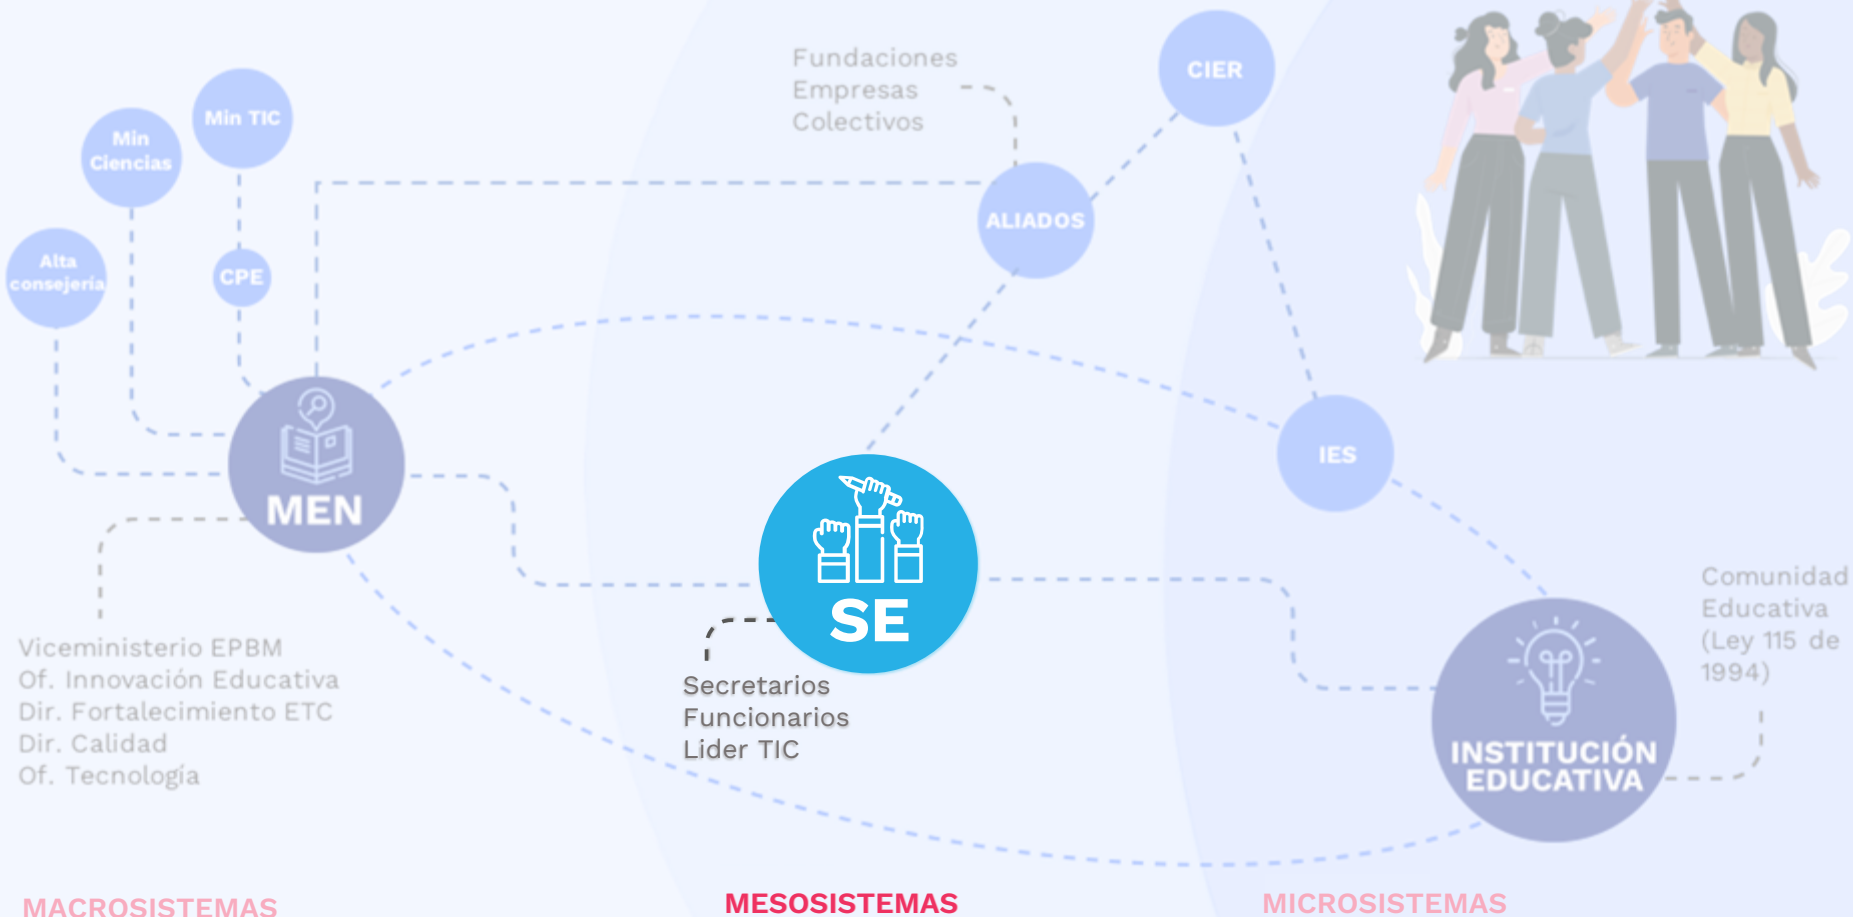 Fundaciones
Empresas
Colectivos
CIER
Min TIC
Min
Ciencias
ALIADOS
Alta
consejería
CPE
MEN
IES
SE
Viceministerio EPBM
Of. Innovación Educativa
Dir. Fortalecimiento ETC
Dir. Calidad
Of. Tecnología
Secretarios
Funcionarios
Lider TIC
Comunidad
Educativa
(Ley 115 de
1994)
INSTITUCIÓN
EDUCATIVA
MACROSISTEMAS
MESOSISTEMAS
MICROSISTEMAS